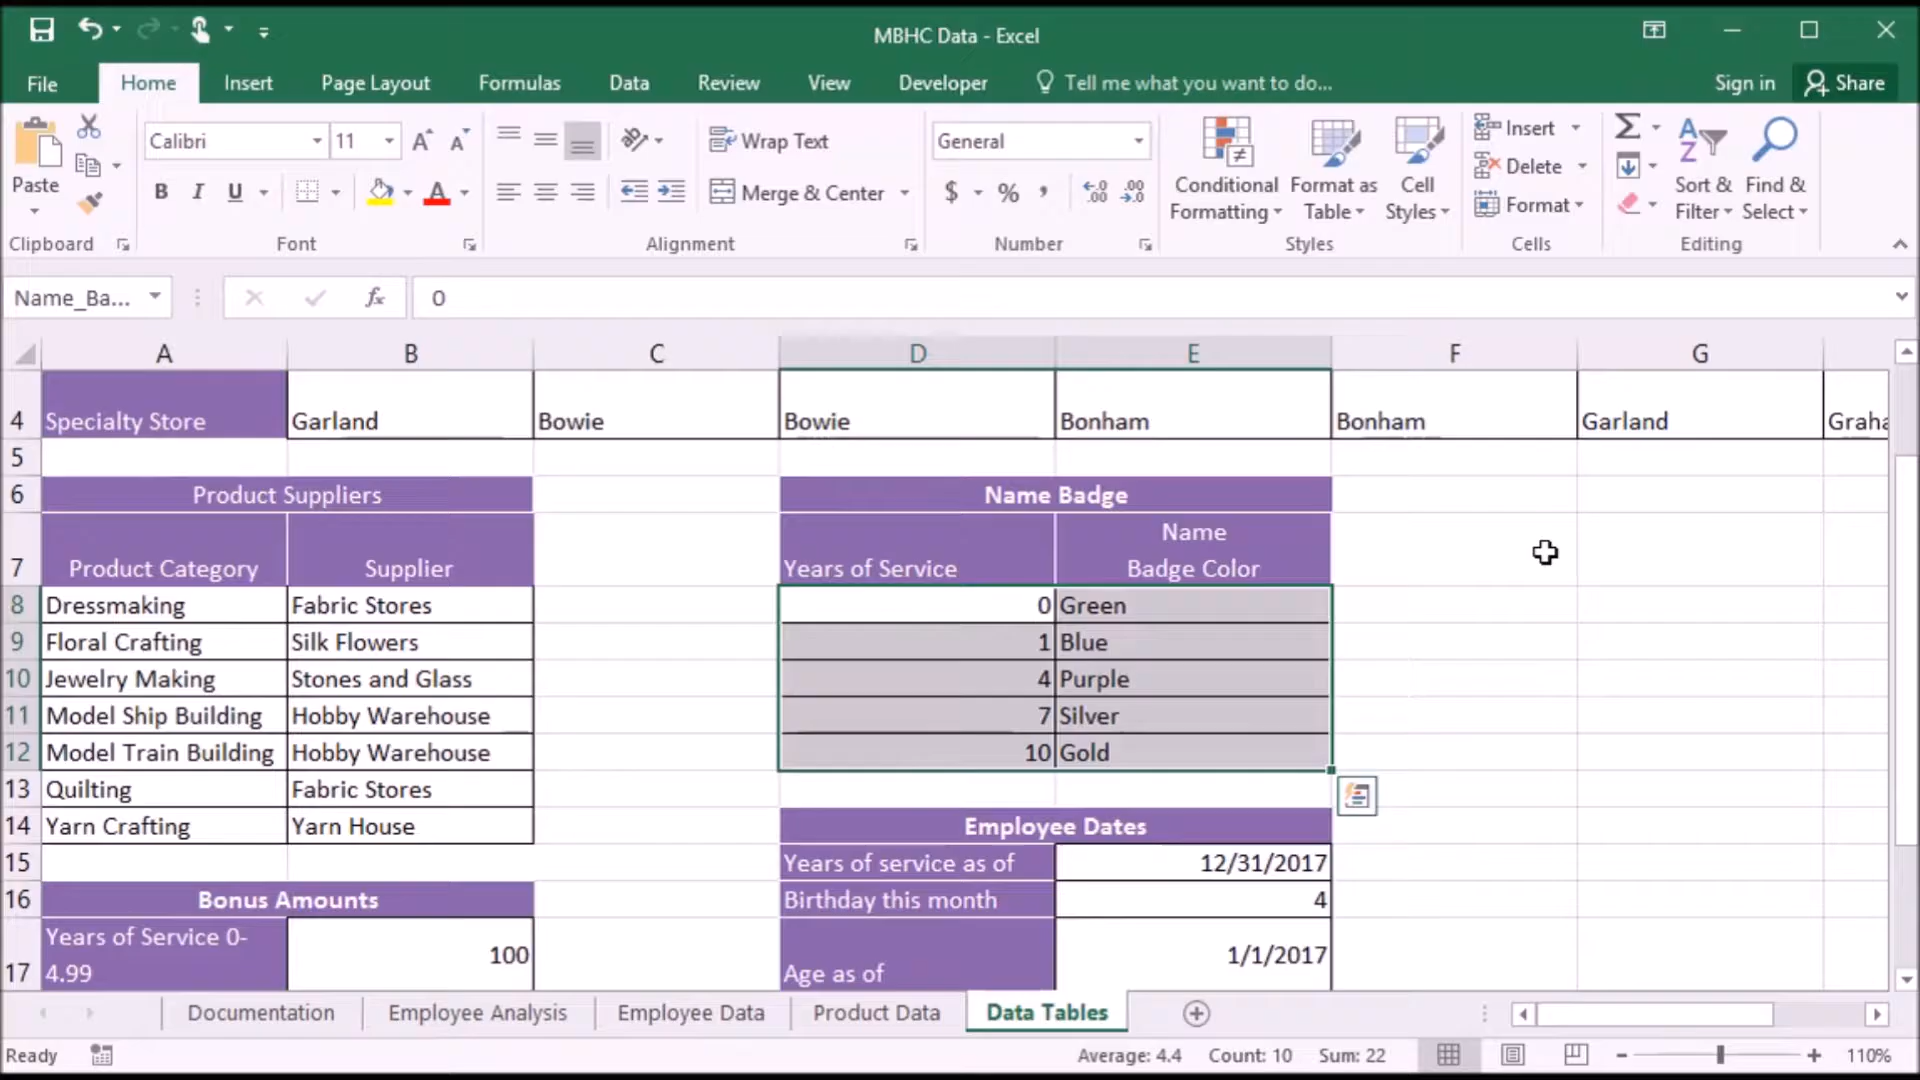 MBHC Data - Excel
File Home Insert Page Layout Formulas Data Review View Developer Tell me what you want to do... Sign in Share
Paste
Calibri 11
B I U
Wrap Text
Merge & Center
General
$ % ,
Conditional Formatting
Format as Table
Cell Styles
Insert
Delete
Format
Sort & Filter
Find & Select
Clipboard Font Alignment Number Styles Cells Editing
Name_Ba... fx 0
A B C D E F G
4 Specialty Store Garland Bowie Bowie Bonham Bonham Garland Graha
5
6 Product Suppliers Name Badge
7 Product Category Supplier Years of Service Name Badge Color
8 Dressmaking Fabric Stores 0 Green
9 Floral Crafting Silk Flowers 1 Blue
10 Jewelry Making Stones and Glass 4 Purple
11 Model Ship Building Hobby Warehouse 7 Silver
12 Model Train Building Hobby Warehouse 10 Gold
13 Quilting Fabric Stores
14 Yarn Crafting Yarn House Employee Dates
15 Years of service as of 12/31/2017
16 Bonus Amounts Birthday this month 4
17 Years of Service 0-4.99 100 Age as of 1/1/2017
Documentation Employee Analysis Employee Data Product Data Data Tables
Ready Average: 4.4 Count: 10 Sum: 22 110%